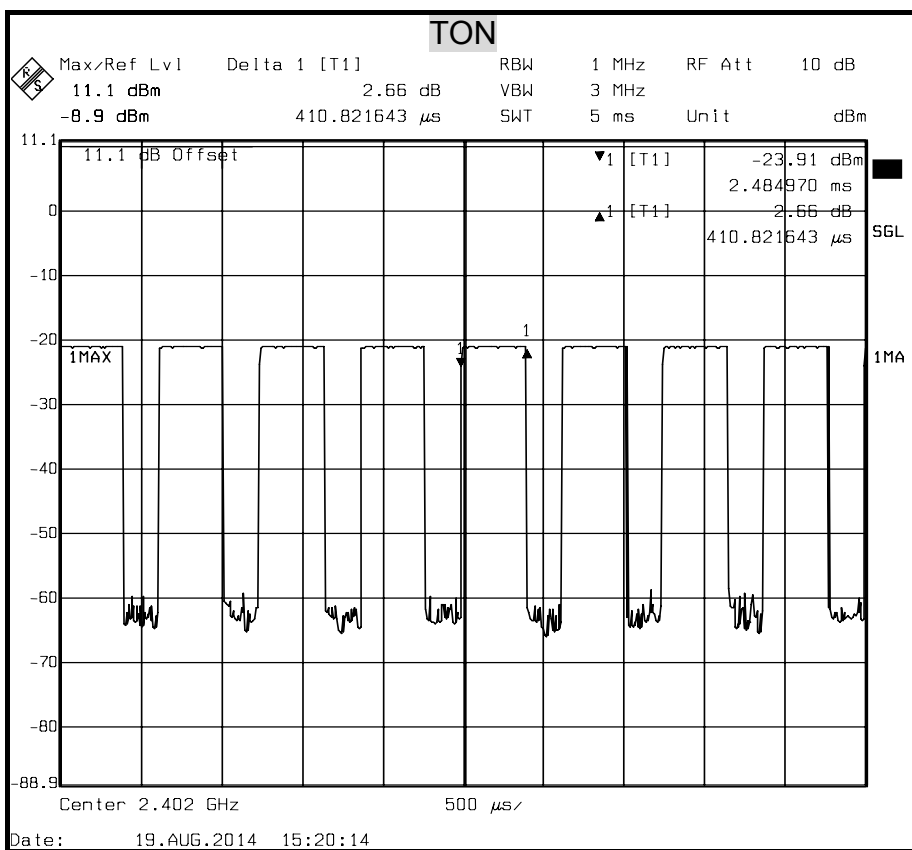 TON
R S
Max/Ref Lvl Delta 1 [T1] RBW 1 MHz RF Att 10 dB
11.1 dBm 2.66 dB VBW 3 MHz
-8.9 dBm 410.821643 µs SWT 5 ms Unit dBm
11.1
11.1 dB Offset
▼1 [T1] -23.91 dBm
2.484970 ms
▲1 [T1] 2.66 dB
410.821643 µs
SGL
0
-10
-20
1
1
1MAX
1MA
-30
-40
-50
-60
-70
-80
-88.9
Center 2.402 GHz 500 µs/
Date: 19.AUG.2014 15:20:14